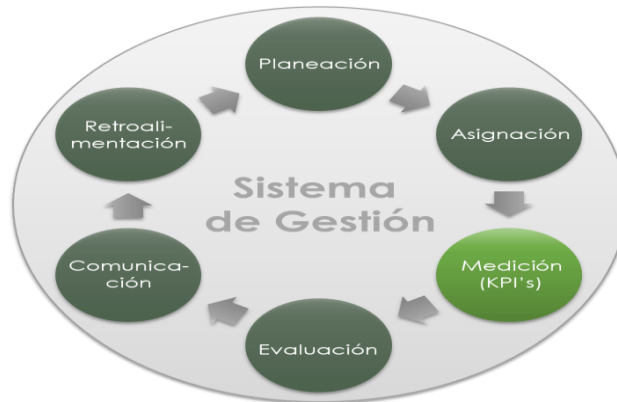 Planeación
Asignación
Medición
(KPI's)
Evaluación
Comunica-
ción
Retroali-
mentación
Sistema
de Gestión